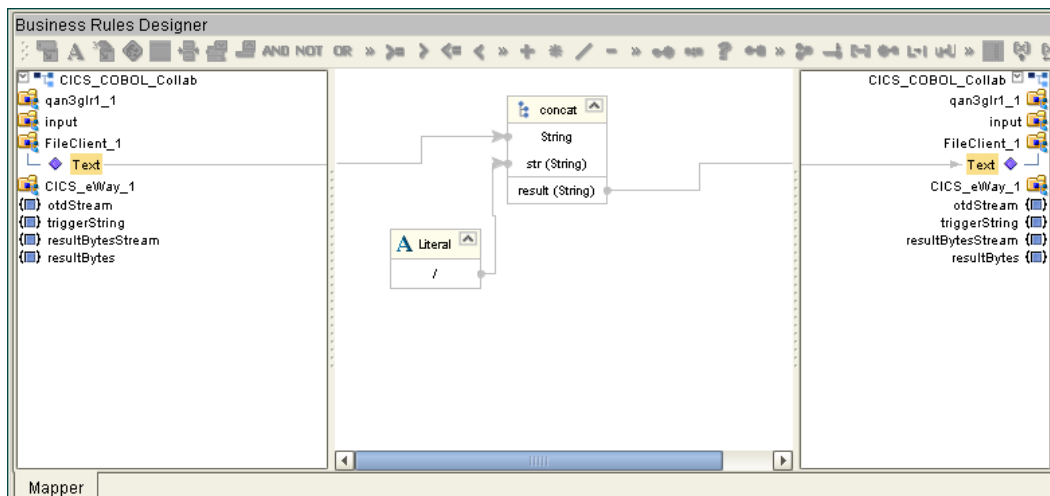 Business Rules Designer
A AND NOT OR » >= > <= < » + * / - » ? » »
CICS_COBOL_Collab
qan3glr1_1
input
FileClient_1
Text
CICS_eWay_1
otdStream
triggerString
resultBytesStream
resultBytes
concat
String
str (String)
result (String)
A Literal
/
CICS_COBOL_Collab
qan3glr1_1
input
FileClient_1
Text
CICS_eWay_1
otdStream
triggerString
resultBytesStream
resultBytes
Mapper